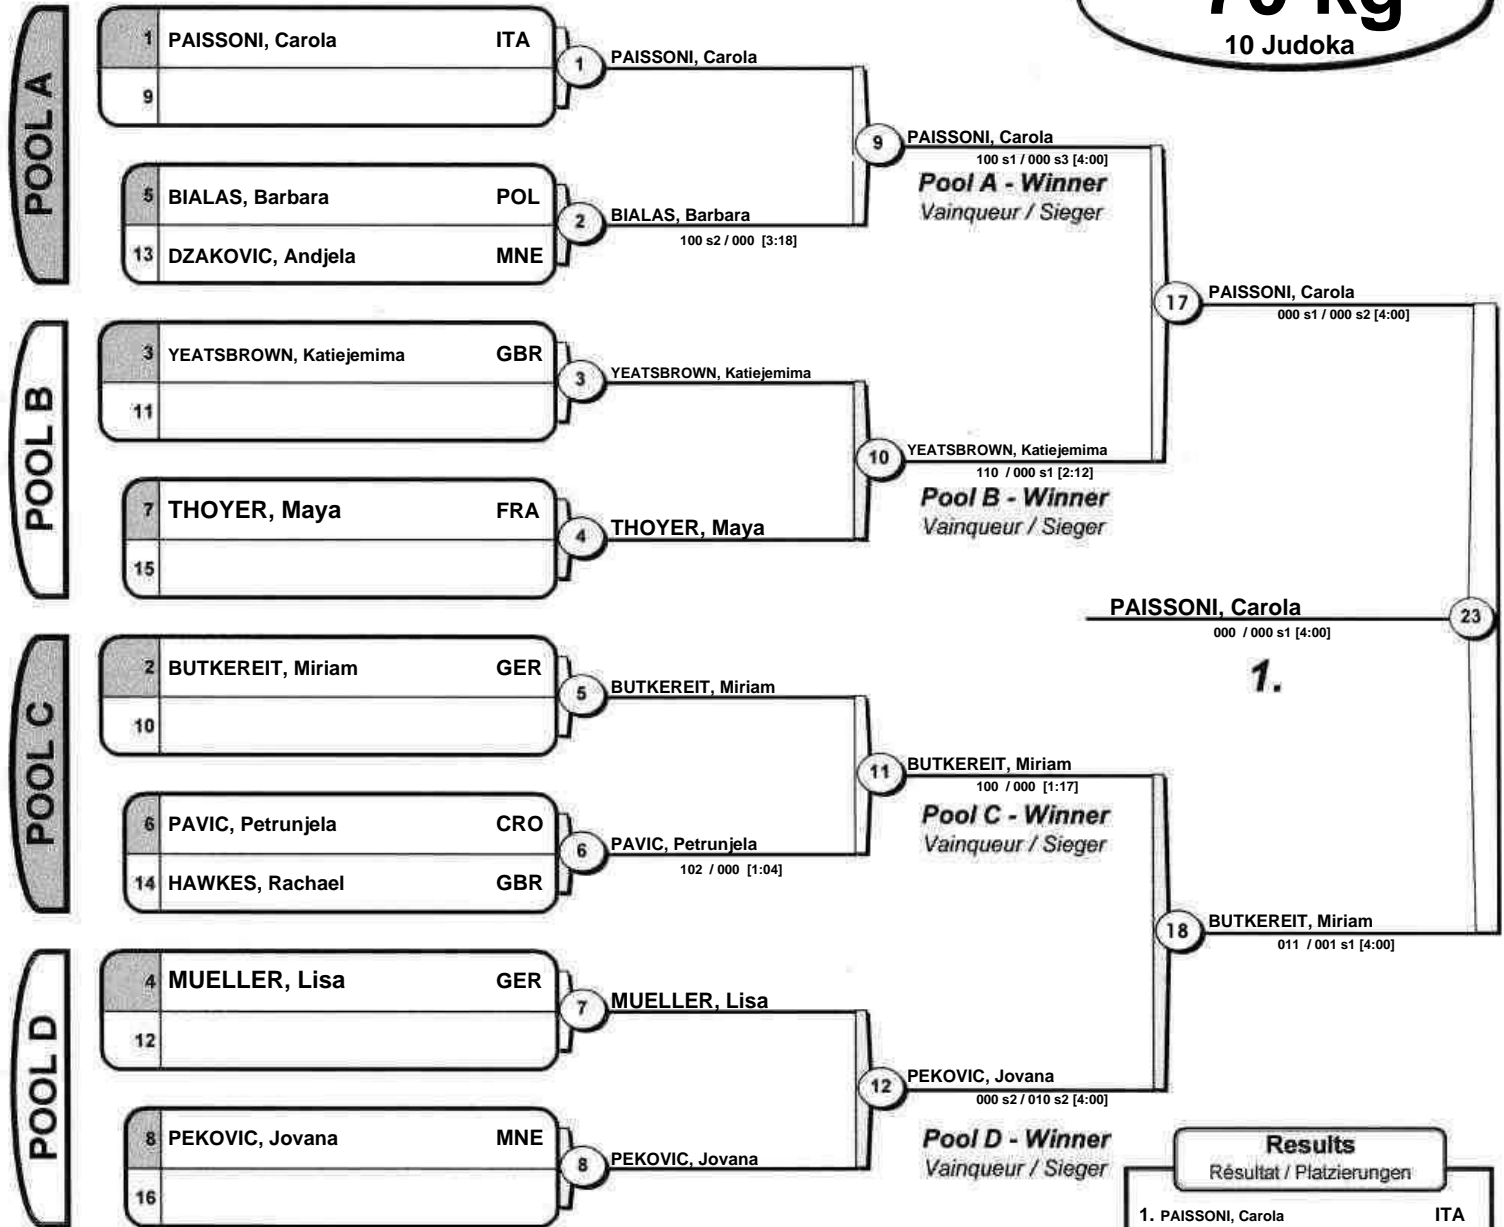 70 kg
10 Judoka
POOL A
1 PAISSONI, Carola ITA
9
5 BIALAS, Barbara POL
13 DZAKOVIC, Andjela MNE
1 PAISSONI, Carola
2 BIALAS, Barbara
100 s2 / 000 [3:18]
9 PAISSONI, Carola
100 s1 / 000 s3 [4:00]
Pool A - Winner
Vainqueur / Sieger
POOL B
3 YEATSBROWN, Katiejemima GBR
11
7 THOYER, Maya FRA
15
3 YEATSBROWN, Katiejemima
4 THOYER, Maya
10 YEATSBROWN, Katiejemima
110 / 000 s1 [2:12]
Pool B - Winner
Vainqueur / Sieger
17 PAISSONI, Carola
000 s1 / 000 s2 [4:00]
PAISSONI, Carola 23
000 / 000 s1 [4:00]
1.
POOL C
2 BUTKEREIT, Miriam GER
10
6 PAVIC, Petrunjela CRO
14 HAWKES, Rachael GBR
5 BUTKEREIT, Miriam
6 PAVIC, Petrunjela
102 / 000 [1:04]
11 BUTKEREIT, Miriam
100 / 000 [1:17]
Pool C - Winner
Vainqueur / Sieger
18 BUTKEREIT, Miriam
011 / 001 s1 [4:00]
POOL D
4 MUELLER, Lisa GER
12
8 PEKOVIC, Jovana MNE
16
7 MUELLER, Lisa
8 PEKOVIC, Jovana
12 PEKOVIC, Jovana
000 s2 / 010 s2 [4:00]
Pool D - Winner
Vainqueur / Sieger
Results
Résultat / Platzierungen
1. PAISSONI, Carola ITA